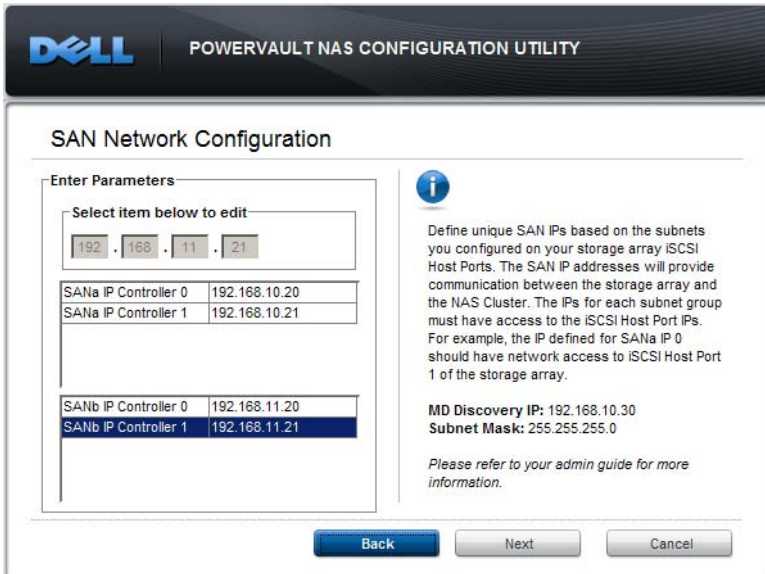 DELL
POWERVAULT NAS CONFIGURATION UTILITY
SAN Network Configuration
Enter Parameters
Select item below to edit
192 . 168 . 11 . 21
SANa IP Controller 0 192.168.10.20
SANa IP Controller 1 192.168.10.21
SANb IP Controller 0 192.168.11.20
SANb IP Controller 1 192.168.11.21
Define unique SAN IPs based on the subnets
you configured on your storage array iSCSI
Host Ports. The SAN IP addresses will provide
communication between the storage array and
the NAS Cluster. The IPs for each subnet group
must have access to the iSCSI Host Port IPs.
For example, the IP defined for SANa IP 0
should have network access to iSCSI Host Port
1 of the storage array.
MD Discovery IP: 192.168.10.30
Subnet Mask: 255.255.255.0
Please refer to your admin guide for more
information.
Back Next Cancel